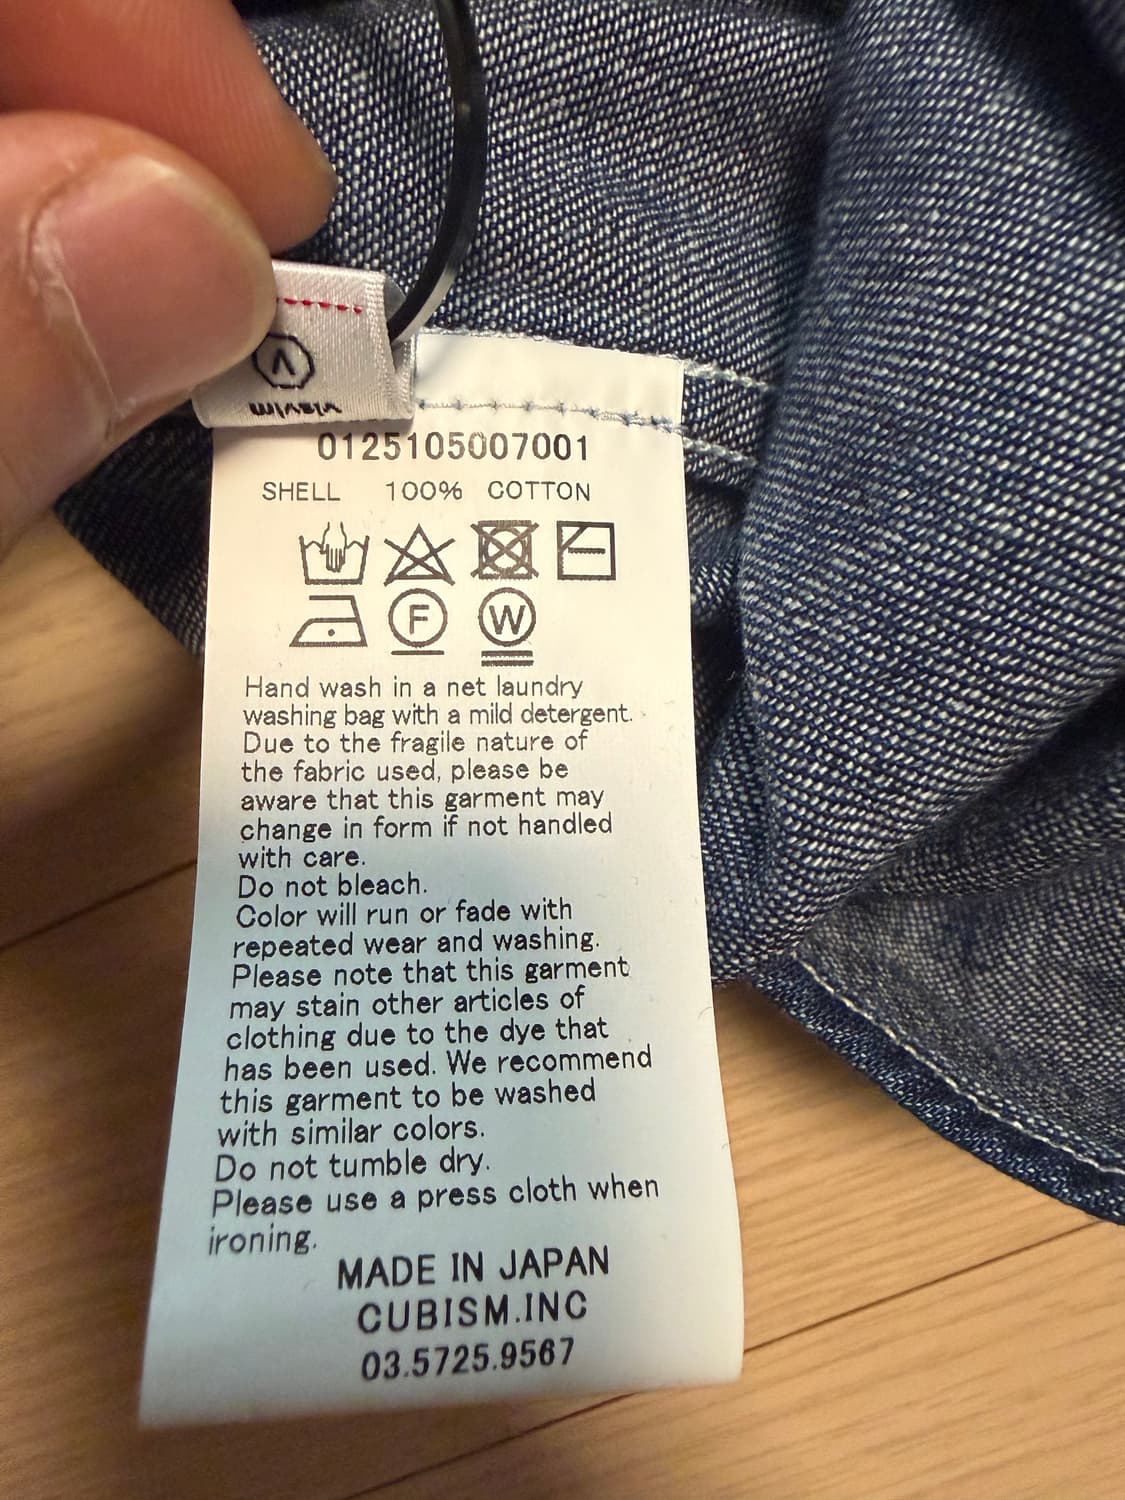 0125105007001
SHELL 100% COTTON
F W
Hand wash in a net laundry
washing bag with a mild detergent.
Due to the fragile nature of
the fabric used, please be
aware that this garment may
change in form if not handled
with care.
Do not bleach.
Color will run or fade with
repeated wear and washing.
Please note that this garment
may stain other articles of
clothing due to the dye that
has been used. We recommend
this garment to be washed
with similar colors.
Do not tumble dry.
Please use a press cloth when
ironing.
MADE IN JAPAN
CUBISM.INC
03.5725.9567